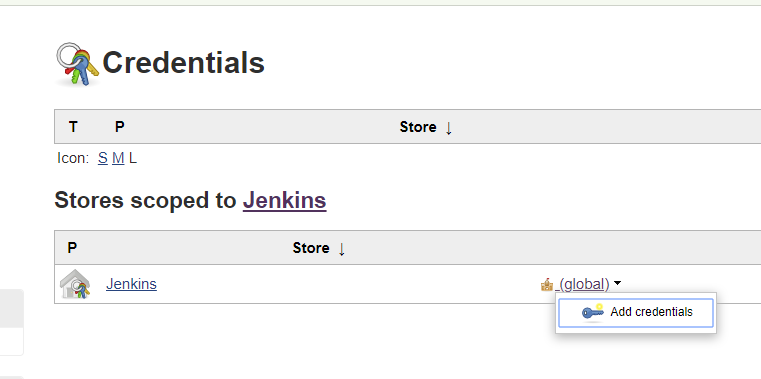 Credentials
T P Store ↓
Icon: S M L
Stores scoped to Jenkins
P Store ↓
Jenkins (global)
Add credentials